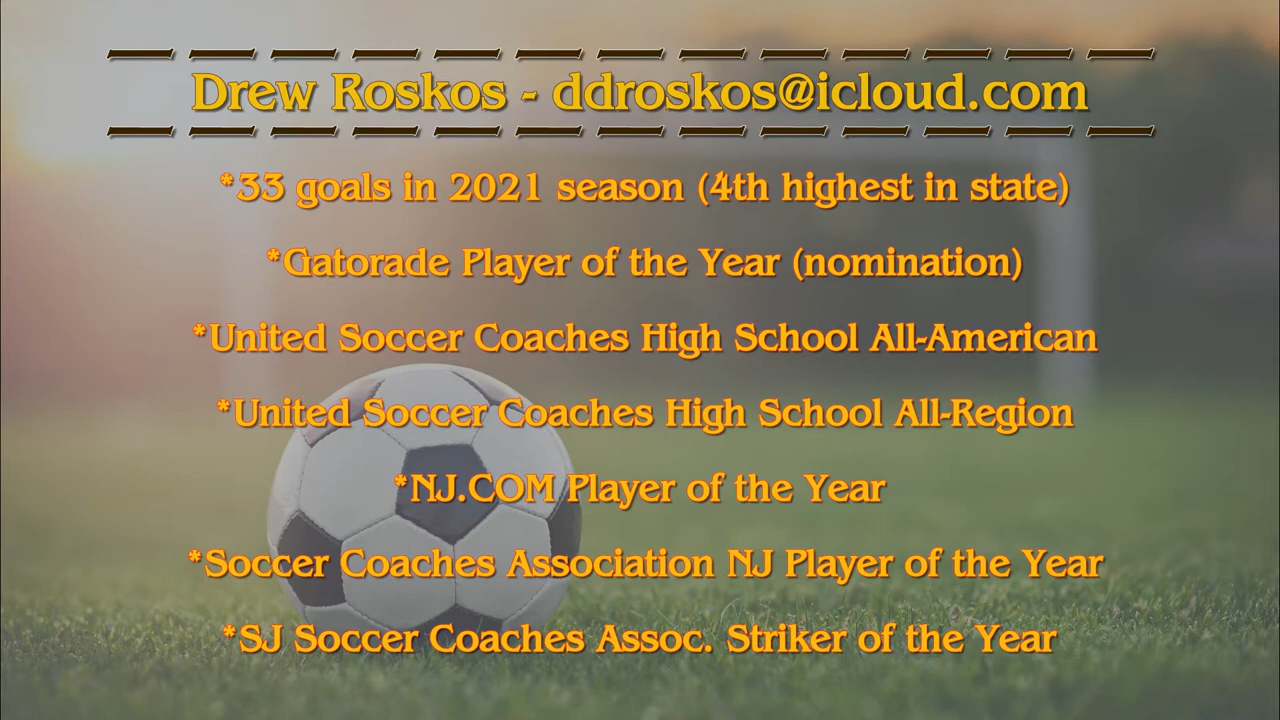 Drew Roskos - ddroskos@icloud.com
*33 goals in 2021 season (4th highest in state)
*Gatorade Player of the Year (nomination)
*United Soccer Coaches High School All-American
*United Soccer Coaches High School All-Region
*NJ.COM Player of the Year
*Soccer Coaches Association NJ Player of the Year
*SJ Soccer Coaches Assoc. Striker of the Year